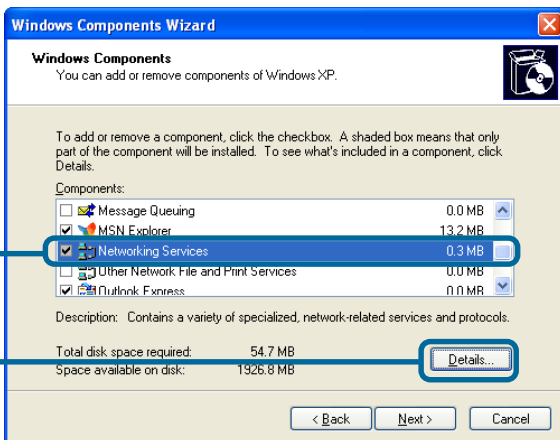 Windows Components Wizard
Windows Components
You can add or remove components of Windows XP.
To add or remove a component, click the checkbox. A shaded box means that only
part of the component will be installed. To see what's included in a component, click
Details.
Components:
Message Queuing 0.0 MB
MSN Explorer 13.2 MB
Networking Services 0.3 MB
Other Network File and Print Services 0.0 MB
Outlook Express 0.0 MB
Description: Contains a variety of specialized, network-related services and protocols.
Total disk space required: 54.7 MB
Space available on disk: 1926.8 MB
Details...
< Back Next > Cancel